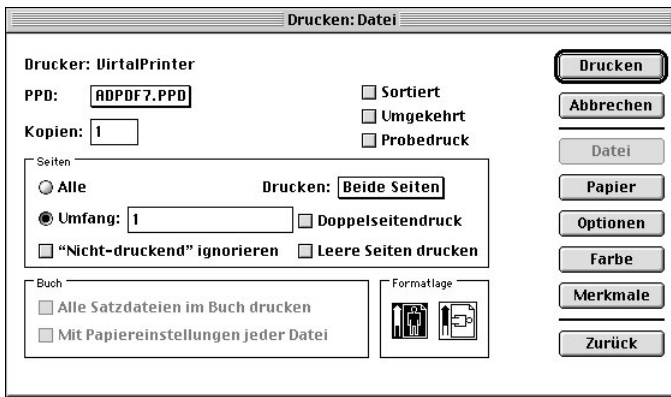 Drucken: Datei
Drucker: VirtalPrinter
PPD: ADPDF7.PPD
Kopien: 1
Sortiert
Umgekehrt
Probedruck
Seiten
Alle
Drucken: Beide Seiten
Umfang: 1
Doppelseitendruck
“Nicht-druckend” ignorieren
Leere Seiten drucken
Buch
Alle Satzdateien im Buch drucken
Mit Papiereinstellungen jeder Datei
Formatlage
Drucken
Abbrechen
Datei
Papier
Optionen
Farbe
Merkmale
Zurück